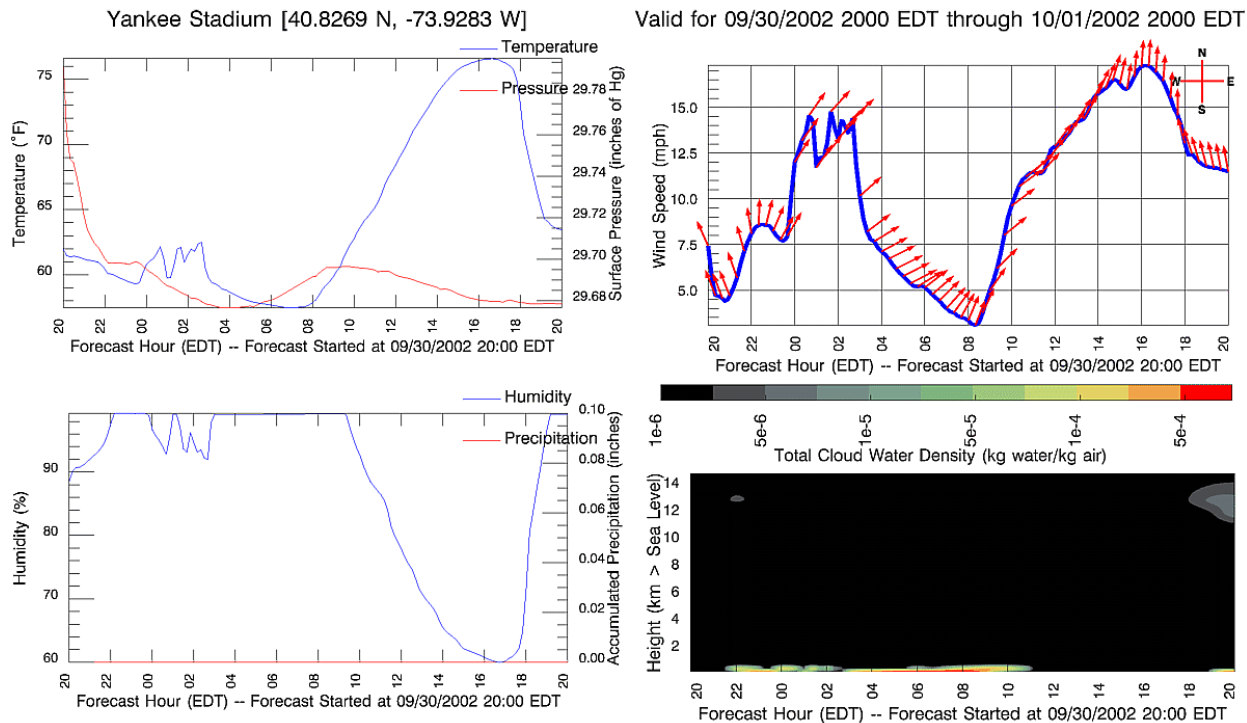 Yankee Stadium [40.8269 N, -73.9283 W]
Valid for 09/30/2002 2000 EDT through 10/01/2002 2000 EDT
Temperature
Pressure
Temperature (°F)
75
70
65
60
Surface Pressure (inches of Hg)
29.78
29.76
29.74
29.72
29.70
29.68
20 22 00 02 04 06 08 10 12 14 16 18 20
Forecast Hour (EDT) -- Forecast Started at 09/30/2002 20:00 EDT
N
W E
S
Wind Speed (mph)
15.0
12.5
10.0
7.5
5.0
20 22 00 02 04 06 08 10 12 14 16 18 20
Forecast Hour (EDT) -- Forecast Started at 09/30/2002 20:00 EDT
Humidity
Precipitation
Humidity (%)
90
80
70
60
Accumulated Precipitation (inches)
0.10
0.08
0.06
0.04
0.02
0.00
20 22 00 02 04 06 08 10 12 14 16 18 20
Forecast Hour (EDT) -- Forecast Started at 09/30/2002 20:00 EDT
1e-6 5e-6 1e-5 5e-5 1e-4 5e-4
Total Cloud Water Density (kg water/kg air)
Height (km > Sea Level)
14
12
10
8
6
4
2
20 22 00 02 04 06 08 10 12 14 16 18 20
Forecast Hour (EDT) -- Forecast Started at 09/30/2002 20:00 EDT